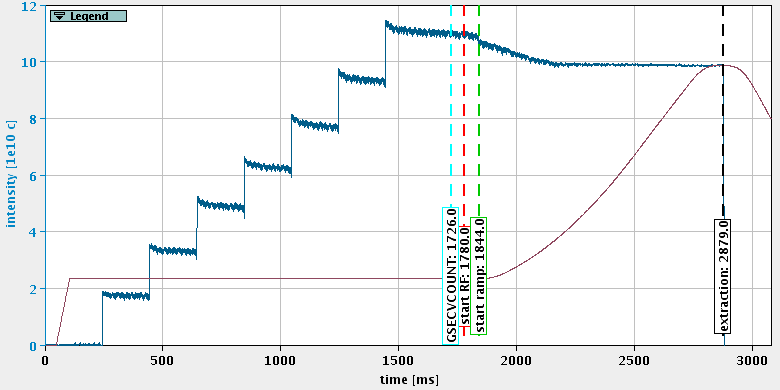 Legend
12
10
8
6
4
2
0
intensity [1e10 c]
GSECVCOUNT: 1726.0
start RF: 1780.0
start ramp: 1844.0
extraction: 2879.0
0 500 1000 1500 2000 2500 3000
time [ms]